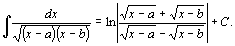 ∫ dx / √((x − a)(x − b)) = ln| (√(x − a) + √(x − b)) / (√(x − a) − √(x − b)) | + C.